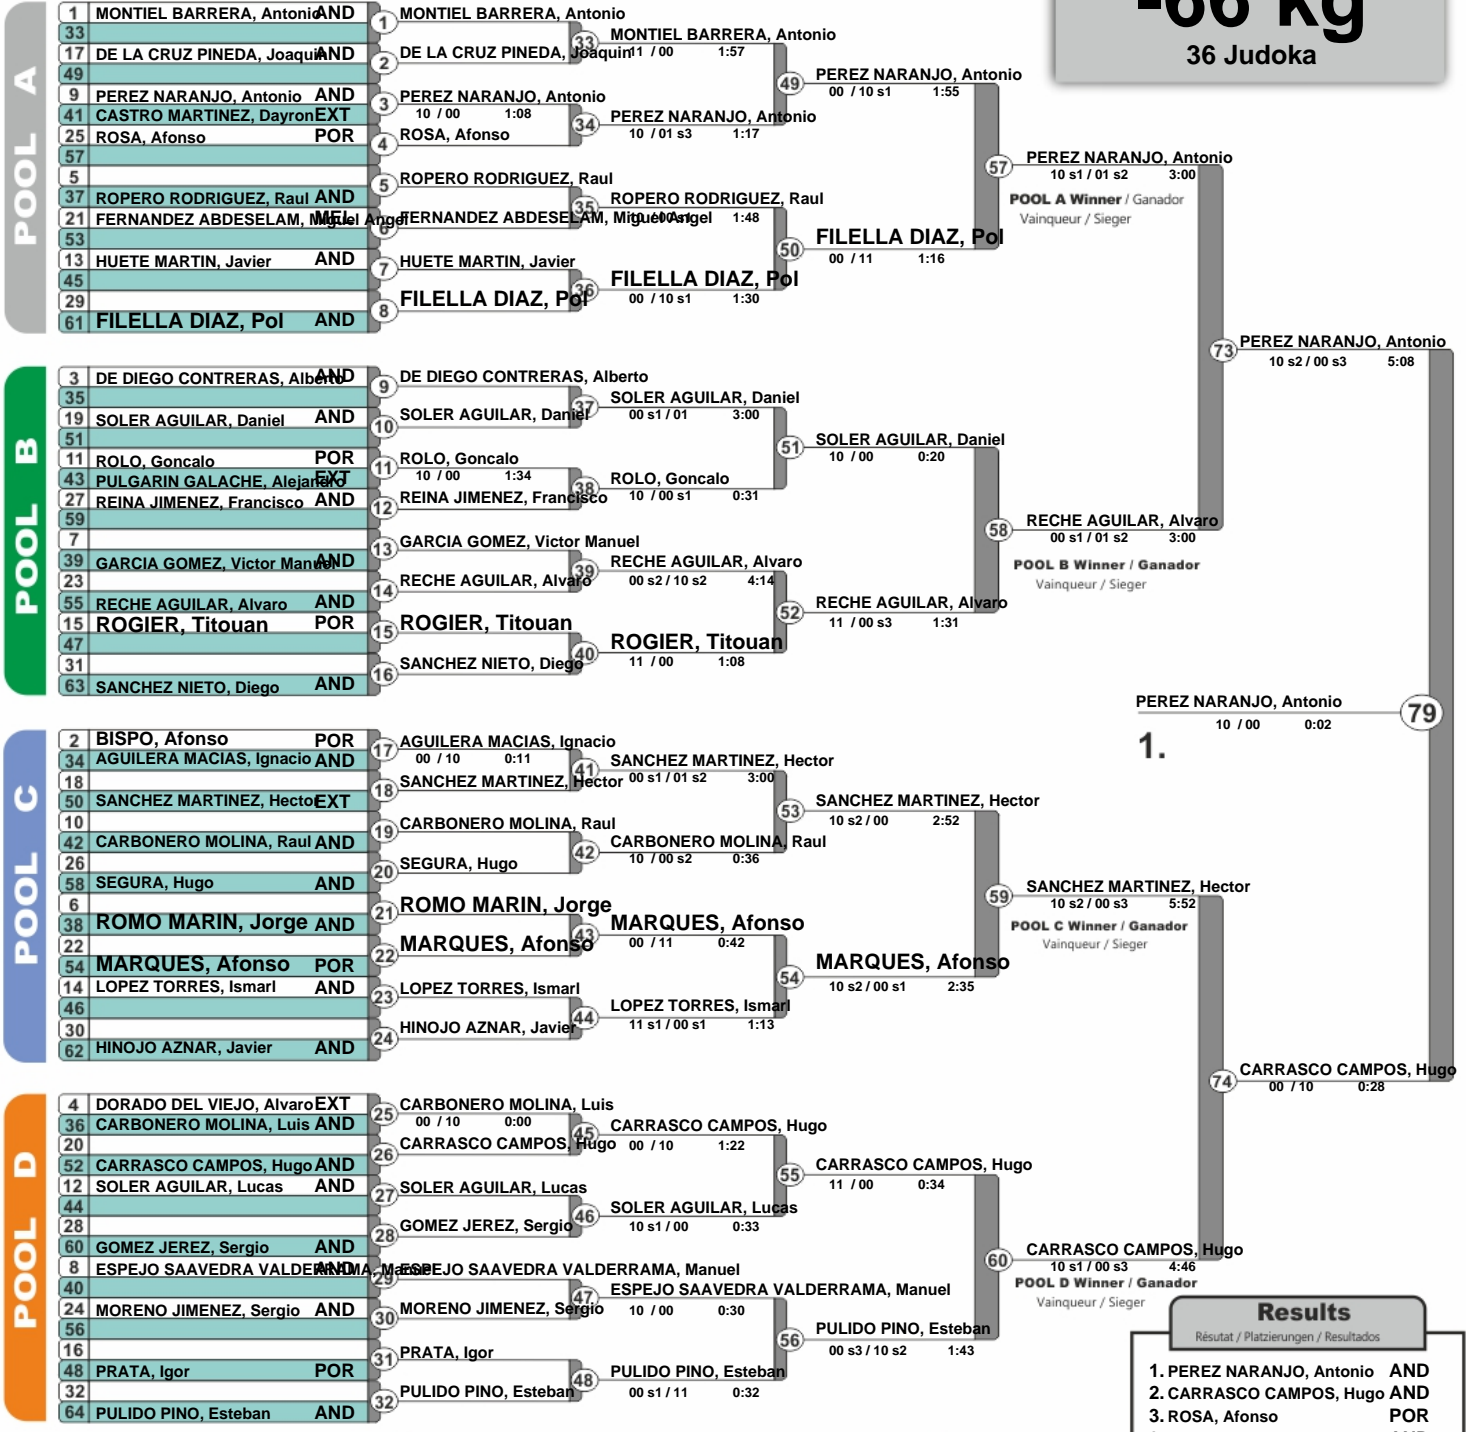 -66 kg
36 Judoka
POOL A
1 MONTIEL BARRERA, Antonio AND
33
17 DE LA CRUZ PINEDA, Joaquin AND
49
9 PEREZ NARANJO, Antonio AND
41 CASTRO MARTINEZ, Dayron EXT
25 ROSA, Afonso POR
57
5
37 ROPERO RODRIGUEZ, Raul AND
21 FERNANDEZ ABDESELAM, Miguel Angel MEL
53
13 HUETE MARTIN, Javier AND
45
29
61 FILELLA DIAZ, Pol AND
1 MONTIEL BARRERA, Antonio
2 DE LA CRUZ PINEDA, Joaquin
3 PEREZ NARANJO, Antonio
10 / 00 1:08
4 ROSA, Afonso
5 ROPERO RODRIGUEZ, Raul
6 FERNANDEZ ABDESELAM, Miguel Angel
7 HUETE MARTIN, Javier
8 FILELLA DIAZ, Pol
33 MONTIEL BARRERA, Antonio
11 / 00 1:57
34 PEREZ NARANJO, Antonio
10 / 01 s3 1:17
35 ROPERO RODRIGUEZ, Raul
10 / 00 s1 1:48
36 FILELLA DIAZ, Pol
00 / 10 s1 1:30
49 PEREZ NARANJO, Antonio
00 / 10 s1 1:55
50 FILELLA DIAZ, Pol
00 / 11 1:16
57 PEREZ NARANJO, Antonio
10 s1 / 01 s2 3:00
POOL A Winner / Ganador
Vainqueur / Sieger
POOL B
3 DE DIEGO CONTRERAS, Alberto AND
35
19 SOLER AGUILAR, Daniel AND
51
11 ROLO, Goncalo POR
43 PULGARIN GALACHE, Alejandro EXT
27 REINA JIMENEZ, Francisco AND
59
7
39 GARCIA GOMEZ, Victor Manuel AND
23
55 RECHE AGUILAR, Alvaro AND
15 ROGIER, Titouan POR
47
31
63 SANCHEZ NIETO, Diego AND
9 DE DIEGO CONTRERAS, Alberto
10 SOLER AGUILAR, Daniel
11 ROLO, Goncalo
10 / 00 1:34
12 REINA JIMENEZ, Francisco
13 GARCIA GOMEZ, Victor Manuel
14 RECHE AGUILAR, Alvaro
15 ROGIER, Titouan
16 SANCHEZ NIETO, Diego
37 SOLER AGUILAR, Daniel
00 s1 / 01 3:00
38 ROLO, Goncalo
10 / 00 s1 0:31
39 RECHE AGUILAR, Alvaro
00 s2 / 10 s2 4:14
40 ROGIER, Titouan
11 / 00 1:08
51 SOLER AGUILAR, Daniel
10 / 00 0:20
52 RECHE AGUILAR, Alvaro
11 / 00 s3 1:31
58 RECHE AGUILAR, Alvaro
00 s1 / 01 s2 3:00
POOL B Winner / Ganador
Vainqueur / Sieger
73 PEREZ NARANJO, Antonio
10 s2 / 00 s3 5:08
PEREZ NARANJO, Antonio 79
10 / 00 0:02
1.
POOL C
2 BISPO, Afonso POR
34 AGUILERA MACIAS, Ignacio AND
18
50 SANCHEZ MARTINEZ, Hector EXT
10
42 CARBONERO MOLINA, Raul AND
26
58 SEGURA, Hugo AND
6
38 ROMO MARIN, Jorge AND
22
54 MARQUES, Afonso POR
14 LOPEZ TORRES, Ismarl AND
46
30
62 HINOJO AZNAR, Javier AND
17 AGUILERA MACIAS, Ignacio
00 / 10 0:11
18 SANCHEZ MARTINEZ, Hector
19 CARBONERO MOLINA, Raul
20 SEGURA, Hugo
21 ROMO MARIN, Jorge
22 MARQUES, Afonso
23 LOPEZ TORRES, Ismarl
24 HINOJO AZNAR, Javier
41 SANCHEZ MARTINEZ, Hector
00 s1 / 01 s2 3:00
42 CARBONERO MOLINA, Raul
10 / 00 s2 0:36
43 MARQUES, Afonso
00 / 11 0:42
44 LOPEZ TORRES, Ismarl
11 s1 / 00 s1 1:13
53 SANCHEZ MARTINEZ, Hector
10 s2 / 00 2:52
54 MARQUES, Afonso
10 s2 / 00 s1 2:35
59 SANCHEZ MARTINEZ, Hector
10 s2 / 00 s3 5:52
POOL C Winner / Ganador
Vainqueur / Sieger
74 CARRASCO CAMPOS, Hugo
00 / 10 0:28
POOL D
4 DORADO DEL VIEJO, Alvaro EXT
36 CARBONERO MOLINA, Luis AND
20
52 CARRASCO CAMPOS, Hugo AND
12 SOLER AGUILAR, Lucas AND
44
28
60 GOMEZ JEREZ, Sergio AND
8 ESPEJO SAAVEDRA VALDERRAMA, Manuel AND
40
24 MORENO JIMENEZ, Sergio AND
56
16
48 PRATA, Igor POR
32
64 PULIDO PINO, Esteban AND
25 CARBONERO MOLINA, Luis
00 / 10 0:00
26 CARRASCO CAMPOS, Hugo
27 SOLER AGUILAR, Lucas
28 GOMEZ JEREZ, Sergio
29 ESPEJO SAAVEDRA VALDERRAMA, Manuel
30 MORENO JIMENEZ, Sergio
31 PRATA, Igor
32 PULIDO PINO, Esteban
45 CARRASCO CAMPOS, Hugo
00 / 10 1:22
46 SOLER AGUILAR, Lucas
10 s1 / 00 0:33
47 ESPEJO SAAVEDRA VALDERRAMA, Manuel
10 / 00 0:30
48 PULIDO PINO, Esteban
00 s1 / 11 0:32
55 CARRASCO CAMPOS, Hugo
11 / 00 0:34
56 PULIDO PINO, Esteban
00 s3 / 10 s2 1:43
60 CARRASCO CAMPOS, Hugo
10 s1 / 00 s3 4:46
POOL D Winner / Ganador
Vainqueur / Sieger
Results
Résutat / Platzierungen / Resultados
1. PEREZ NARANJO, Antonio AND
2. CARRASCO CAMPOS, Hugo AND
3. ROSA, Afonso POR